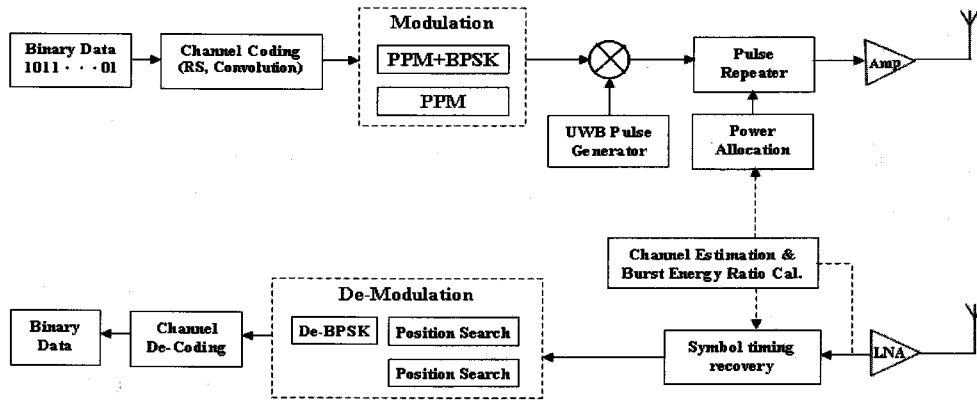 Binary Data
1011 · · · 01
Channel Coding
(RS, Convolution)
Modulation
PPM+BPSK
PPM
UWB Pulse
Generator
Pulse
Repeater
Power
Allocation
Amp
Channel Estimation &
Burst Energy Ratio Cal.
Binary
Data
Channel
De-Coding
De-Modulation
De-BPSK
Position Search
Position Search
Symbol timing
recovery
LNA